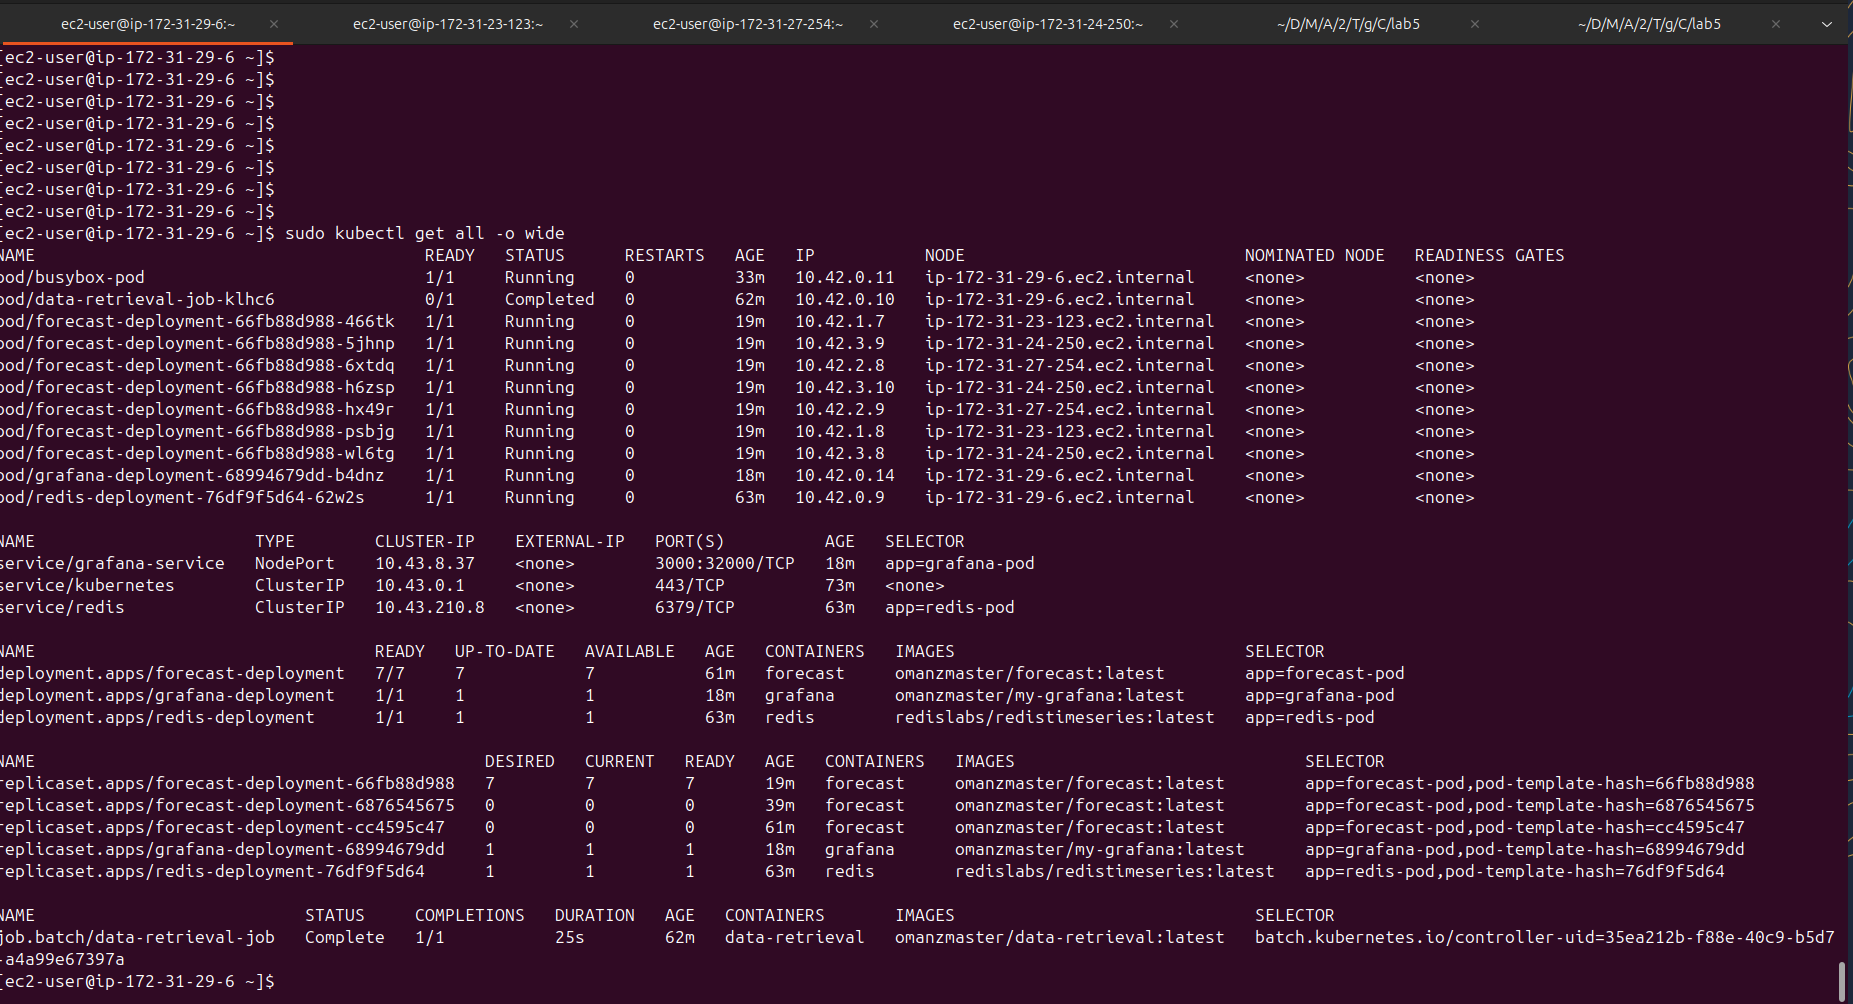 ec2-user@ip-172-31-29-6:~ × ec2-user@ip-172-31-23-123:~ × ec2-user@ip-172-31-27-254:~ × ec2-user@ip-172-31-24-250:~ × ~/D/M/A/2/T/g/C/lab5 × ~/D/M/A/2/T/g/C/lab5 ×
[ec2-user@ip-172-31-29-6 ~]$
[ec2-user@ip-172-31-29-6 ~]$
[ec2-user@ip-172-31-29-6 ~]$
[ec2-user@ip-172-31-29-6 ~]$
[ec2-user@ip-172-31-29-6 ~]$
[ec2-user@ip-172-31-29-6 ~]$
[ec2-user@ip-172-31-29-6 ~]$
[ec2-user@ip-172-31-29-6 ~]$
[ec2-user@ip-172-31-29-6 ~]$ sudo kubectl get all -o wide
NAME READY STATUS RESTARTS AGE IP NODE NOMINATED NODE READINESS GATES
pod/busybox-pod 1/1 Running 0 33m 10.42.0.11 ip-172-31-29-6.ec2.internal <none> <none>
pod/data-retrieval-job-klhc6 0/1 Completed 0 62m 10.42.0.10 ip-172-31-29-6.ec2.internal <none> <none>
pod/forecast-deployment-66fb88d988-466tk 1/1 Running 0 19m 10.42.1.7 ip-172-31-23-123.ec2.internal <none> <none>
pod/forecast-deployment-66fb88d988-5jhnp 1/1 Running 0 19m 10.42.3.9 ip-172-31-24-250.ec2.internal <none> <none>
pod/forecast-deployment-66fb88d988-6xtdq 1/1 Running 0 19m 10.42.2.8 ip-172-31-27-254.ec2.internal <none> <none>
pod/forecast-deployment-66fb88d988-h6zsp 1/1 Running 0 19m 10.42.3.10 ip-172-31-24-250.ec2.internal <none> <none>
pod/forecast-deployment-66fb88d988-hx49r 1/1 Running 0 19m 10.42.2.9 ip-172-31-27-254.ec2.internal <none> <none>
pod/forecast-deployment-66fb88d988-psbjg 1/1 Running 0 19m 10.42.1.8 ip-172-31-23-123.ec2.internal <none> <none>
pod/forecast-deployment-66fb88d988-wl6tg 1/1 Running 0 19m 10.42.3.8 ip-172-31-24-250.ec2.internal <none> <none>
pod/grafana-deployment-68994679dd-b4dnz 1/1 Running 0 18m 10.42.0.14 ip-172-31-29-6.ec2.internal <none> <none>
pod/redis-deployment-76df9f5d64-62w2s 1/1 Running 0 63m 10.42.0.9 ip-172-31-29-6.ec2.internal <none> <none>
NAME TYPE CLUSTER-IP EXTERNAL-IP PORT(S) AGE SELECTOR
service/grafana-service NodePort 10.43.8.37 <none> 3000:32000/TCP 18m app=grafana-pod
service/kubernetes ClusterIP 10.43.0.1 <none> 443/TCP 73m <none>
service/redis ClusterIP 10.43.210.8 <none> 6379/TCP 63m app=redis-pod
NAME READY UP-TO-DATE AVAILABLE AGE CONTAINERS IMAGES SELECTOR
deployment.apps/forecast-deployment 7/7 7 7 61m forecast omanzmaster/forecast:latest app=forecast-pod
deployment.apps/grafana-deployment 1/1 1 1 18m grafana omanzmaster/my-grafana:latest app=grafana-pod
deployment.apps/redis-deployment 1/1 1 1 63m redis redislabs/redistimeseries:latest app=redis-pod
NAME DESIRED CURRENT READY AGE CONTAINERS IMAGES SELECTOR
replicaset.apps/forecast-deployment-66fb88d988 7 7 7 19m forecast omanzmaster/forecast:latest app=forecast-pod,pod-template-hash=66fb88d988
replicaset.apps/forecast-deployment-6876545675 0 0 0 39m forecast omanzmaster/forecast:latest app=forecast-pod,pod-template-hash=6876545675
replicaset.apps/forecast-deployment-cc4595c47 0 0 0 61m forecast omanzmaster/forecast:latest app=forecast-pod,pod-template-hash=cc4595c47
replicaset.apps/grafana-deployment-68994679dd 1 1 1 18m grafana omanzmaster/my-grafana:latest app=grafana-pod,pod-template-hash=68994679dd
replicaset.apps/redis-deployment-76df9f5d64 1 1 1 63m redis redislabs/redistimeseries:latest app=redis-pod,pod-template-hash=76df9f5d64
NAME STATUS COMPLETIONS DURATION AGE CONTAINERS IMAGES SELECTOR
job.batch/data-retrieval-job Complete 1/1 25s 62m data-retrieval omanzmaster/data-retrieval:latest batch.kubernetes.io/controller-uid=35ea212b-f88e-40c9-b5d7
-a4a99e67397a
[ec2-user@ip-172-31-29-6 ~]$